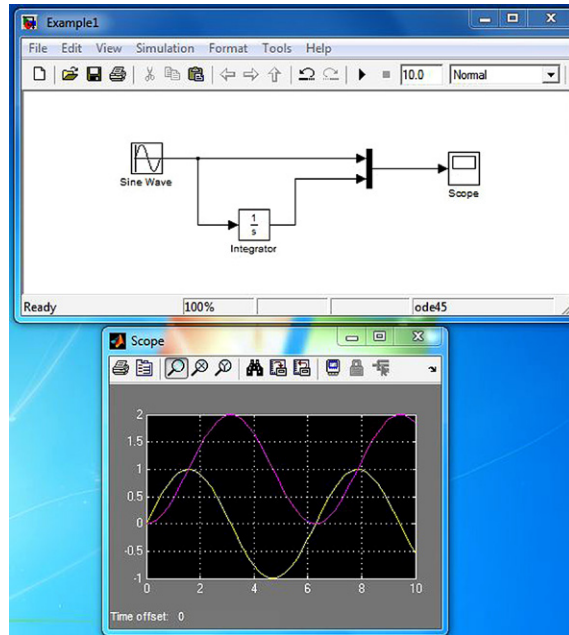 Example1
File Edit View Simulation Format Tools Help
10.0 Normal
Sine Wave
1
s
Integrator
Scope
Ready 100% ode45
Scope
2
1.5
1
0.5
0
-0.5
-1
0 2 4 6 8 10
Time offset: 0